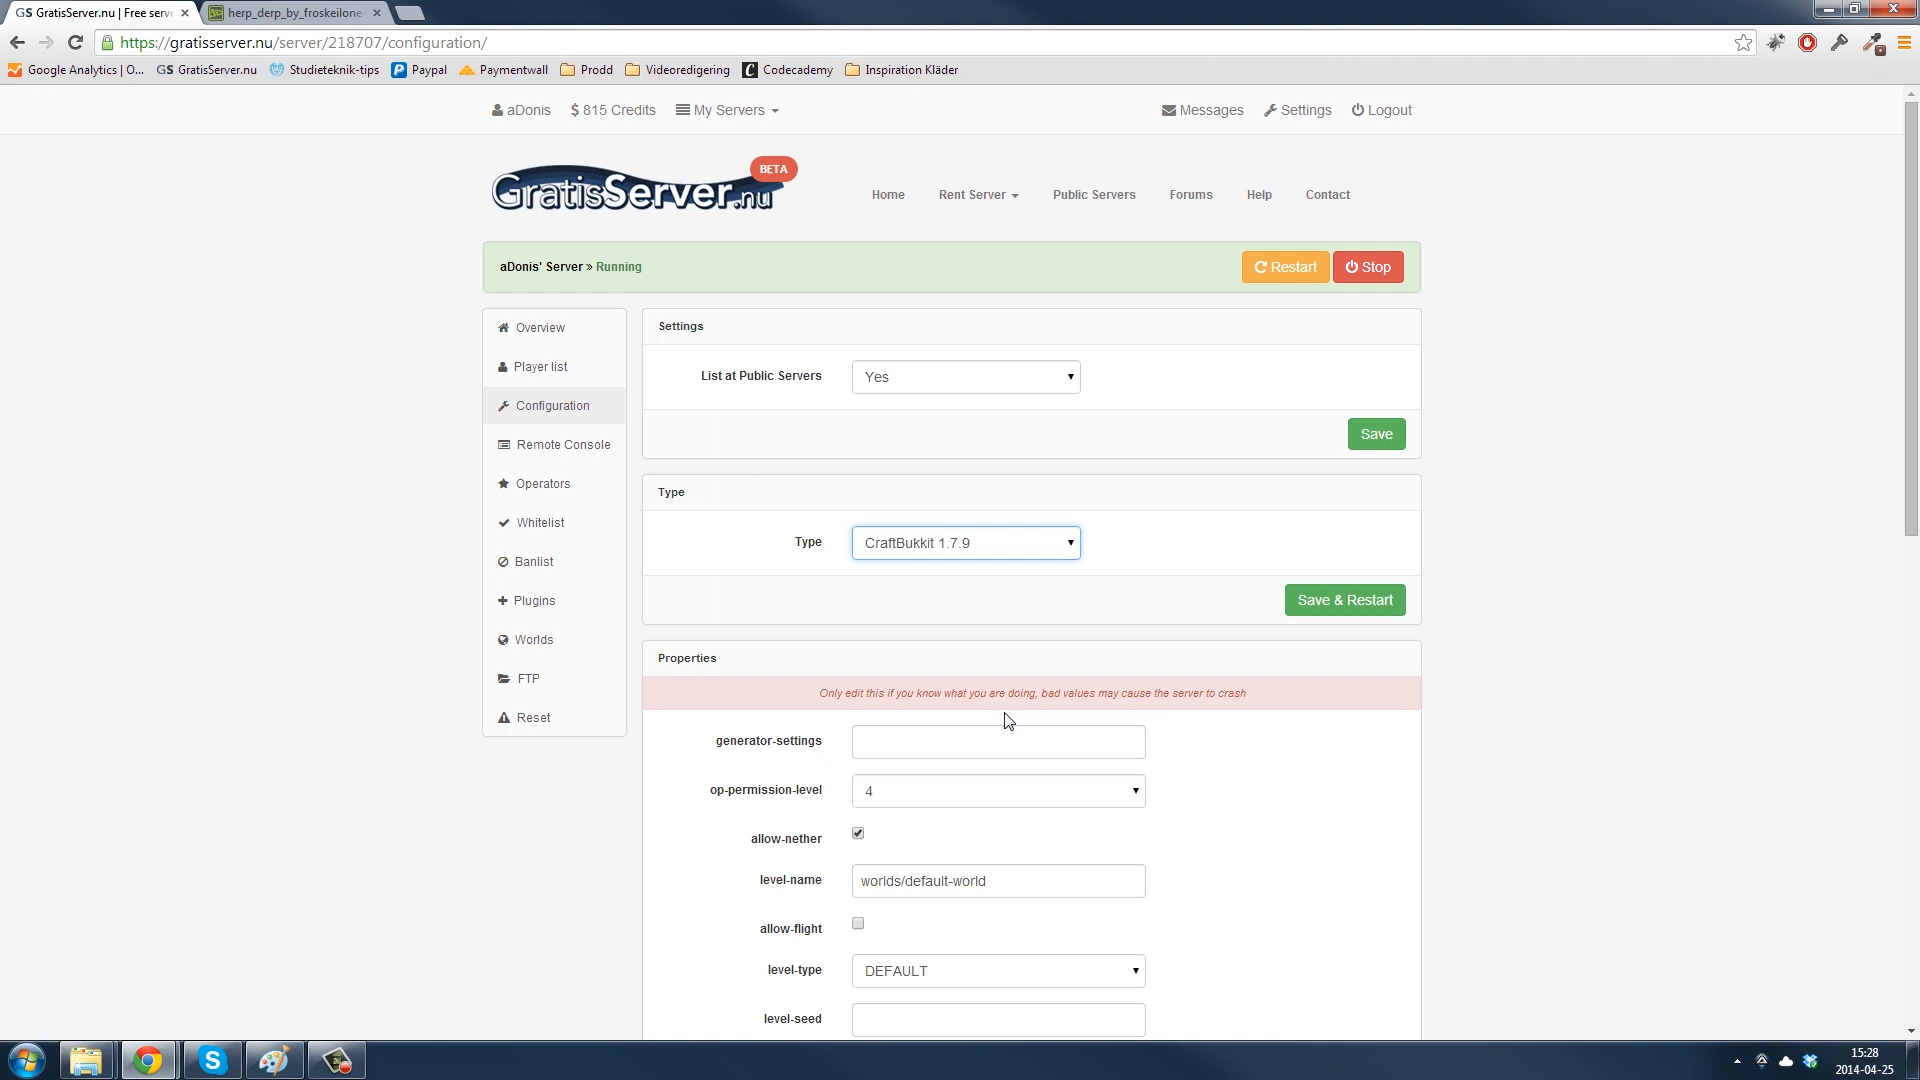 GS GratisServer.nu | Free serv
herp_derp_by_froskeilone
https://gratisserver.nu/server/218707/configuration/
Google Analytics | O...
GS GratisServer.nu
Studieteknik-tips
Paypal
Paymentwall
Prodd
Videoredigering
Codecademy
Inspiration Kläder
aDonis
$ 815 Credits
My Servers
Messages
Settings
Logout
GratisServer.nu
BETA
Home
Rent Server
Public Servers
Forums
Help
Contact
aDonis' Server » Running
Restart
Stop
Overview
Player list
Configuration
Remote Console
Operators
Whitelist
Banlist
Plugins
Worlds
FTP
Reset
Settings
List at Public Servers
Yes
Save
Type
Type
CraftBukkit 1.7.9
Save & Restart
Properties
Only edit this if you know what you are doing, bad values may cause the server to crash
generator-settings
op-permission-level
4
allow-nether
level-name
worlds/default-world
allow-flight
level-type
DEFAULT
level-seed
15:28
2014-04-25